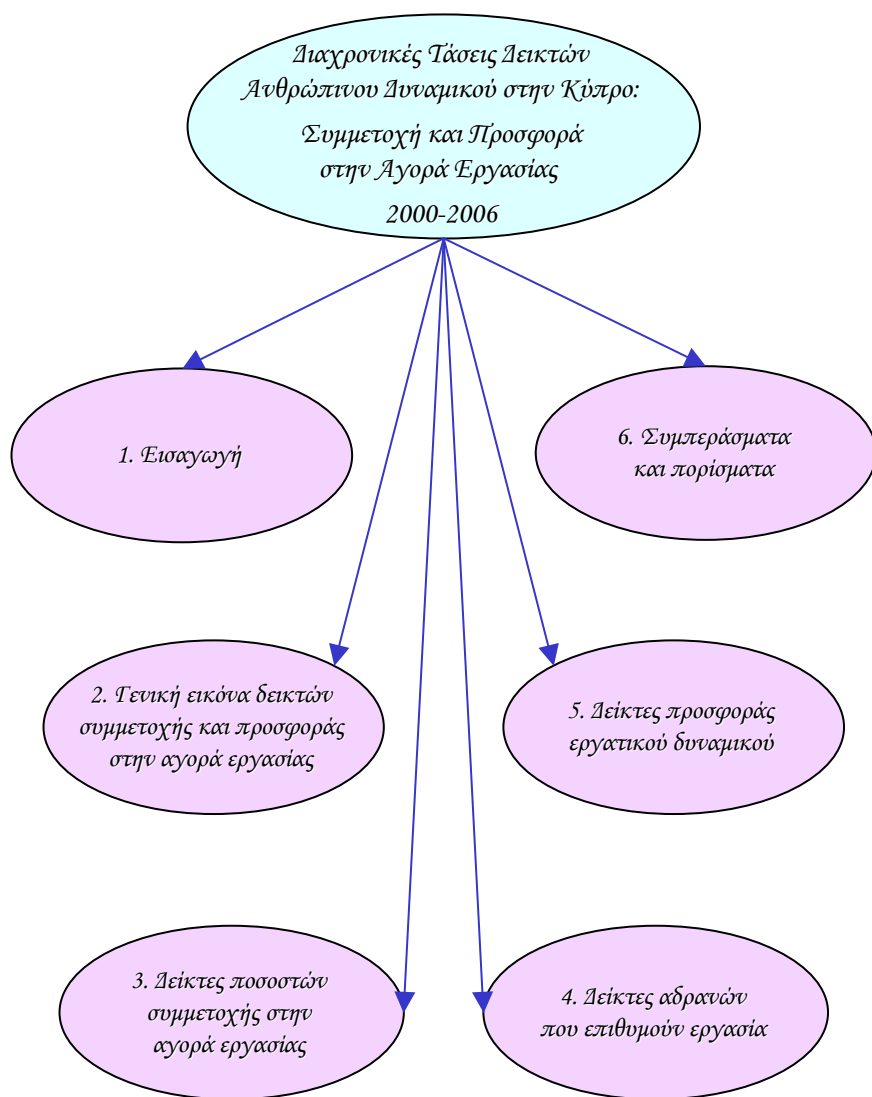 Διαχρονικές Τάσεις Δεικτών
Ανθρώπινου Δυναμικού στην Κύπρο:
Συμμετοχή και Προσφορά
στην Αγορά Εργασίας
2000-2006
1. Εισαγωγή
6. Συμπεράσματα
και πορίσματα
2. Γενική εικόνα δεικτών
συμμετοχής και προσφοράς
στην αγορά εργασίας
5. Δείκτες προσφοράς
εργατικού δυναμικού
3. Δείκτες ποσοστών
συμμετοχής στην
αγορά εργασίας
4. Δείκτες αδρανών
που επιθυμούν εργασία